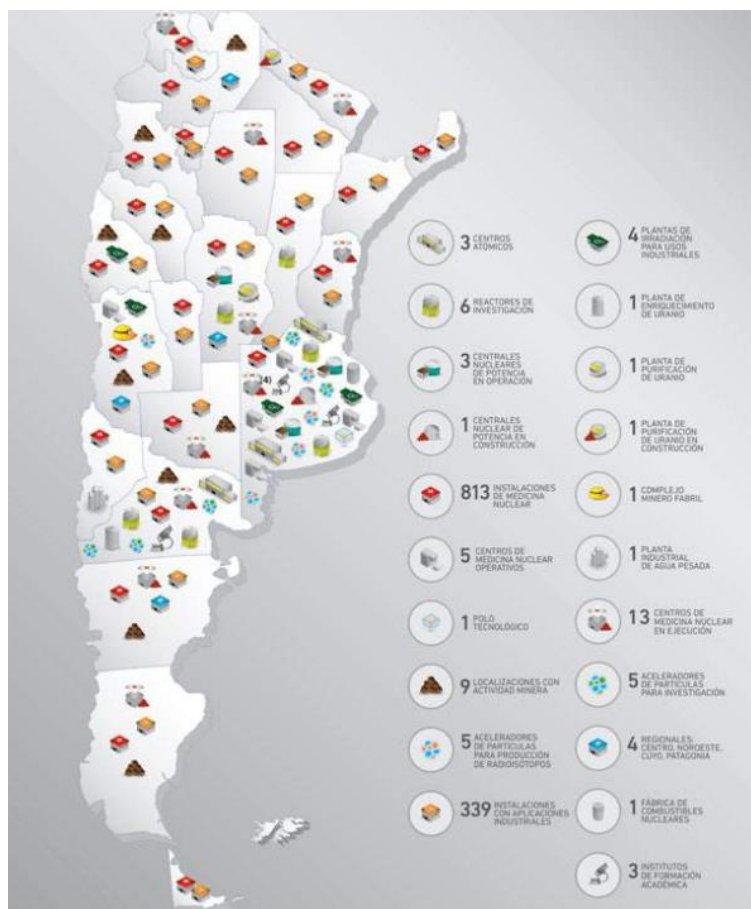 (4)
3 CENTROS
ATÓMICOS
6 REACTORES DE
INVESTIGACIÓN
3 CENTRALES
NUCLEARES
DE POTENCIA
EN OPERACIÓN
1 CENTRALES
NUCLEAR DE
POTENCIA EN
CONSTRUCCIÓN
813 INSTALACIONES
DE MEDICINA
NUCLEAR
5 CENTROS DE
MEDICINA NUCLEAR
OPERATIVOS
1 POLO
TECNOLÓGICO
9 LOCALIZACIONES CON
ACTIVIDAD MINERA
5 ACELERADORES
DE PARTÍCULAS
PARA PRODUCCIÓN
DE RADIOISÓTOPOS
339 INSTALACIONES
CON APLICACIONES
INDUSTRIALES
4 PLANTAS DE
IRRADIACIÓN
PARA USOS
INDUSTRIALES
1 PLANTA DE
ENRIQUECIMIENTO
DE URANIO
1 PLANTA DE
PURIFICACIÓN
DE URANIO
1 PLANTA DE
PURIFICACIÓN
DE URANIO EN
CONSTRUCCIÓN
1 COMPLEJO
MINERO FABRIL
1 PLANTA
INDUSTRIAL
DE AGUA PESADA
13 CENTROS DE
MEDICINA NUCLEAR
EN EJECUCIÓN
5 ACELERADORES
DE PARTÍCULAS
PARA INVESTIGACIÓN
4 REGIONALES:
CENTRO, NOROESTE,
CUYO, PATAGONIA
1 FÁBRICA DE
COMBUSTIBLES
NUCLEARES
3 INSTITUTOS
DE FORMACIÓN
ACADÉMICA